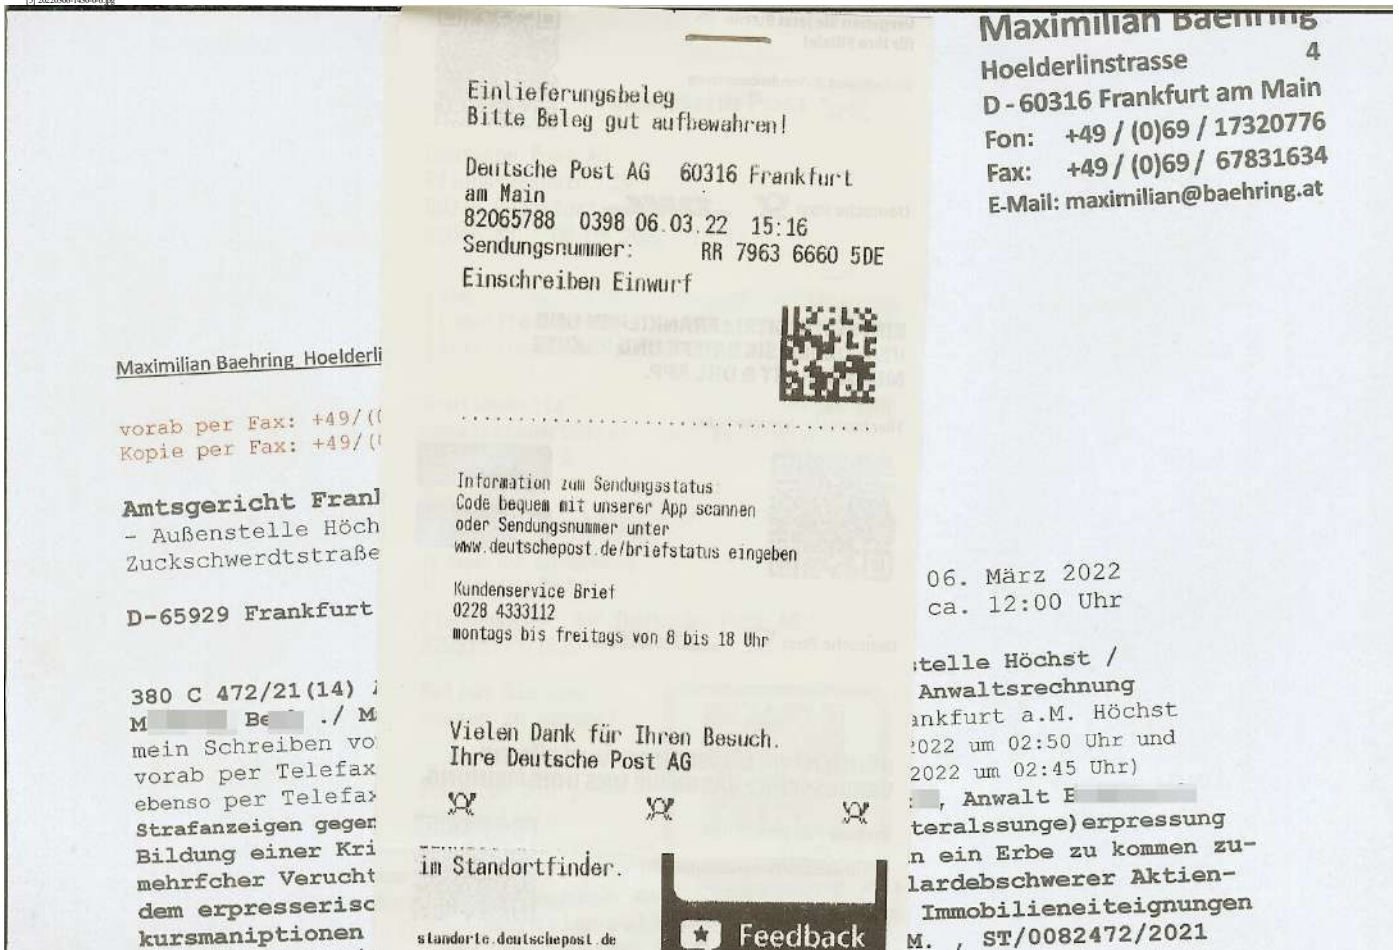 Maximilian Baehring
Hoelderlinstrasse 4
D - 60316 Frankfurt am Main
Fon: +49 / (0)69 / 17320776
Fax: +49 / (0)69 / 67831634
E-Mail: maximilian@baehring.at
Einlieferungsbeleg
Bitte Beleg gut aufbewahren!
Deutsche Post AG 60316 Frankfurt
am Main
82065788 0398 06.03.22 15:16
Sendungsnummer: RR 7963 6660 5DE
Einschreiben Einwurf
Information zum Sendungsstatus
Code bequem mit unserer App scannen
oder Sendungsnummer unter
www.deutschepost.de/briefstatus eingeben
Kundenservice Brief
0228 4333112
montags bis freitags von 8 bis 18 Uhr
Vielen Dank für Ihren Besuch.
Ihre Deutsche Post AG
im Standortfinder.
standorte.deutschepost.de
Feedback
Maximilian Baehring Hoelderli
vorab per Fax: +49/(
Kopie per Fax: +49/(
Amtsgericht Fran
- Außenstelle Höch
Zuckschwerdtstraße
D-65929 Frankfurt
06. März 2022
ca. 12:00 Uhr
380 C 472/21(14)
M Be ./ M
mein Schreiben vo
vorab per Telefax
ebenso per Telefax
Strafanzeigen gegen
Bildung einer Kri
mehrfcher Verucht
dem erpresserisc
kursmaniptionen
telle Höchst /
Anwaltsrechnung
ankfurt a.M. Höchst
2022 um 02:50 Uhr und
2022 um 02:45 Uhr)
, Anwalt E
teralssunge)erpressung
n ein Erbe zu kommen zu-
lardebschwerer Aktien-
Immobilieneiteignungen
M. , ST/0082472/2021